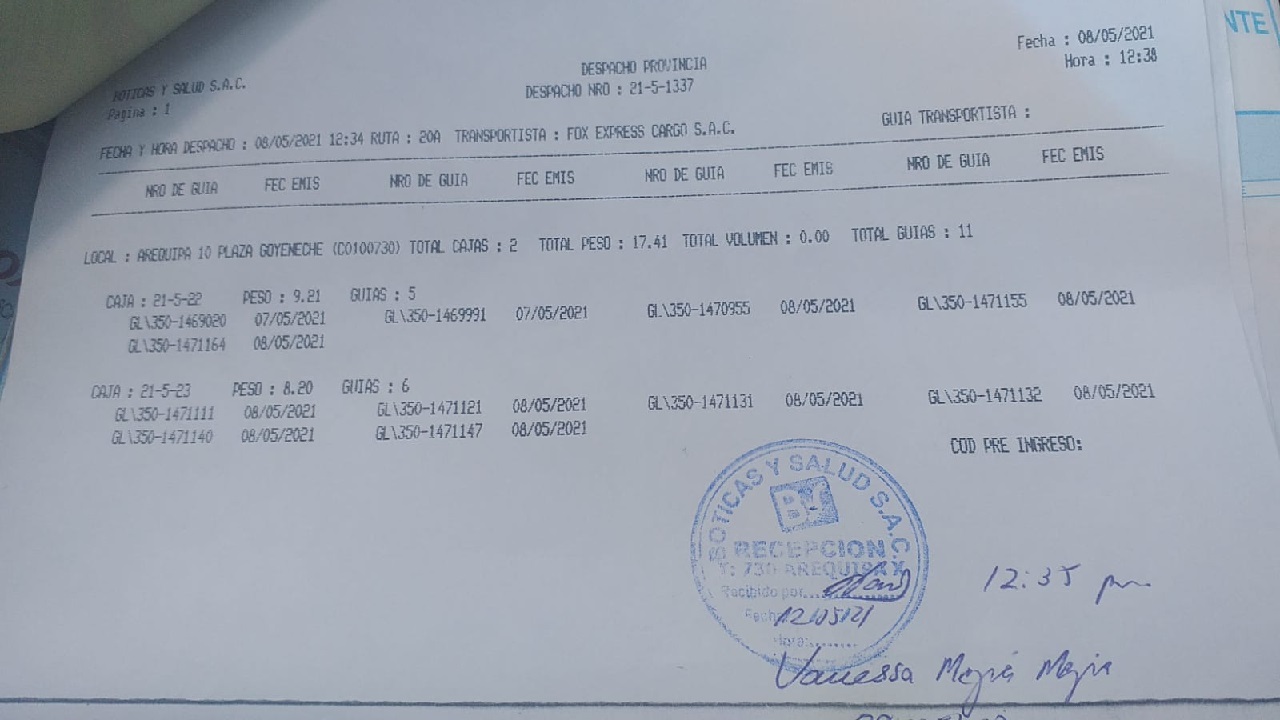 NTE
Fecha : 08/05/2021
Hora : 12:38
DESPACHO PROVINCIA
DESPACHO NRO : 21-5-1337
BOTICAS Y SALUD S.A.C.
Pagina : 1
FECHA Y HORA DESPACHO : 08/05/2021 12:34 RUTA : 20A TRANSPORTISTA : FOX EXPRESS CARGO S.A.C. GUIA TRANSPORTISTA :
NRO DE GUIA FEC EMIS NRO DE GUIA FEC EMIS NRO DE GUIA FEC EMIS NRO DE GUIA FEC EMIS
LOCAL : AREQUIPA 10 PLAZA GOYENECHE (CO100730) TOTAL CAJAS : 2 TOTAL PESO : 17.41 TOTAL VOLUMEN : 0.00 TOTAL GUIAS : 11
CAJA : 21-5-22 PESO : 9.21 GUIAS : 5
GL\350-1469020 07/05/2021 GL\350-1469991 07/05/2021 GL\350-1470955 08/05/2021 GL\350-1471155 08/05/2021
GL\350-1471164 08/05/2021
CAJA : 21-5-23 PESO : 8.20 GUIAS : 6
GL\350-1471111 08/05/2021 GL\350-1471121 08/05/2021 GL\350-1471131 08/05/2021 GL\350-1471132 08/05/2021
GL\350-1471140 08/05/2021 GL\350-1471147 08/05/2021
COD PRE INGRESO:
BOTICAS Y SALUD S.A.C.
RECEPCION
T: 730 AREQUIPA X
Recibido por
Fecha 12/05/21
Hora:
12:35 pm
Vanessa Mejia Mejia